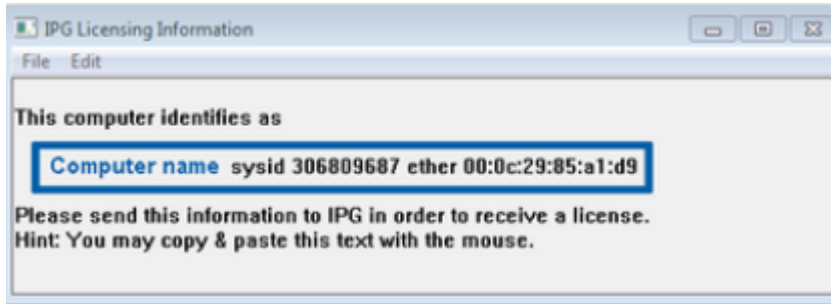 IPG Licensing Information
File Edit
This computer identifies as
Computer name sysid 306809687 ether 00:0c:29:85:a1:d9
Please send this information to IPG in order to receive a license.
Hint: You may copy & paste this text with the mouse.